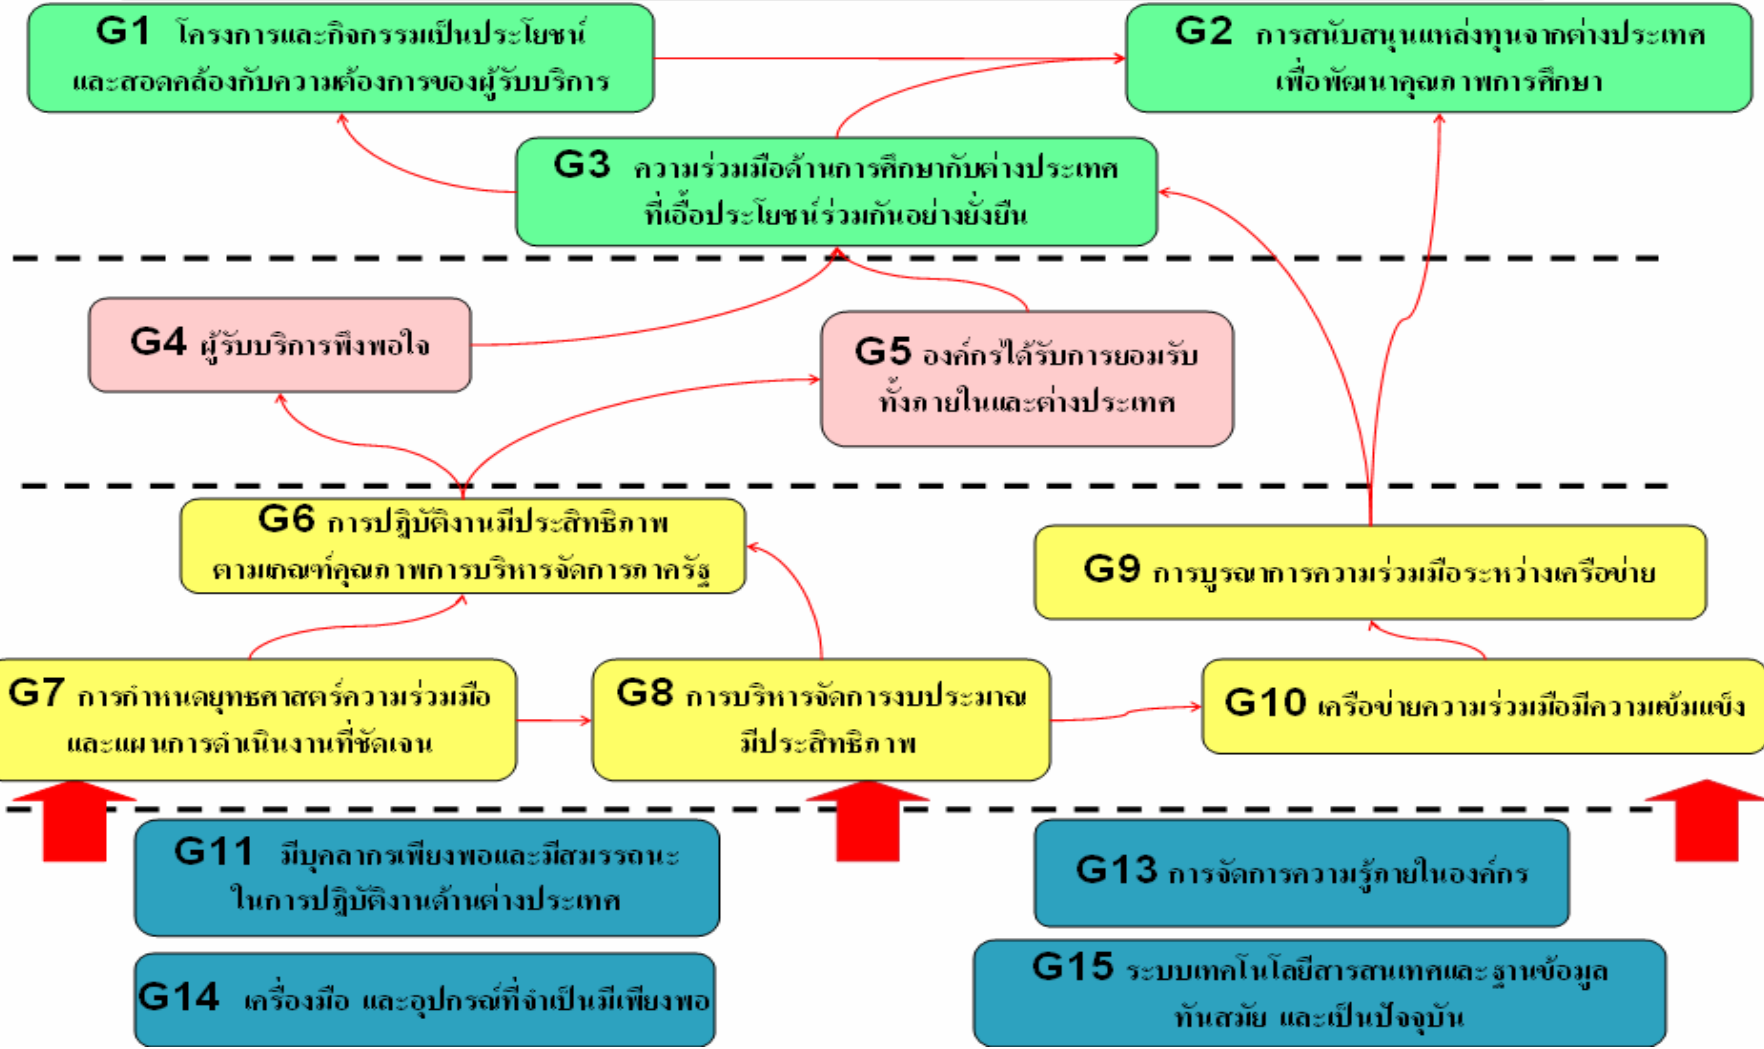 G1 โครงการและกิจกรรมเป็นประโยชน์
และสอดคล้องกับความต้องการของผู้รับบริการ
G2 การสนับสนุนแหล่งทุนจากต่างประเทศ
เพื่อพัฒนาคุณภาพการศึกษา
G3 ความร่วมมือด้านการศึกษากับต่างประเทศ
ที่เอื้อประโยชน์ร่วมกันอย่างยั่งยืน
G4 ผู้รับบริการพึงพอใจ
G5 องค์กรได้รับการยอมรับ
ทั้งภายในและต่างประเทศ
G6 การปฏิบัติงานมีประสิทธิภาพ
ตามเกณฑ์คุณภาพการบริหารจัดการภาครัฐ
G9 การบูรณาการความร่วมมือระหว่างเครือข่าย
G7 การกำหนดยุทธศาสตร์ความร่วมมือ
และแผนการดำเนินงานที่ชัดเจน
G8 การบริหารจัดการงบประมาณ
มีประสิทธิภาพ
G10 เครือข่ายความร่วมมือมีความเข้มแข็ง
G11 มีบุคลากรเพียงพอและมีสมรรถนะ
ในการปฏิบัติงานด้านต่างประเทศ
G13 การจัดการความรู้ภายในองค์กร
G14 เครื่องมือ และอุปกรณ์ที่จำเป็นมีเพียงพอ
G15 ระบบเทคโนโลยีสารสนเทศและฐานข้อมูล
ทันสมัย และเป็นปัจจุบัน